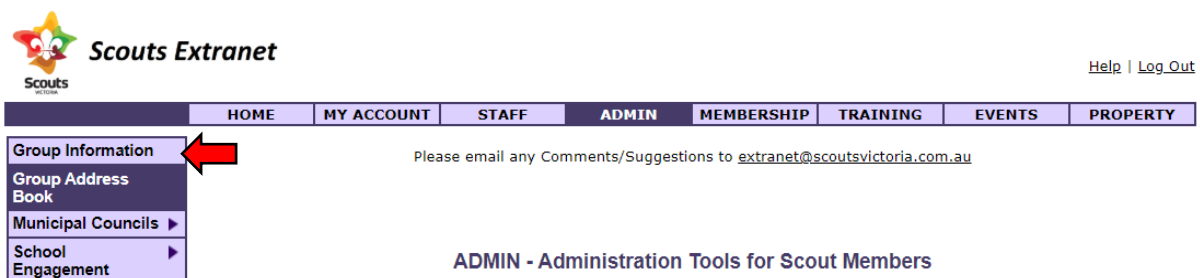 Scouts Extranet
Scouts
VICTORIA
Help | Log Out
HOME MY ACCOUNT STAFF ADMIN MEMBERSHIP TRAINING EVENTS PROPERTY
Group Information
Please email any Comments/Suggestions to extranet@scoutsvictoria.com.au
Group Address
Book
Municipal Councils
School
Engagement
ADMIN - Administration Tools for Scout Members